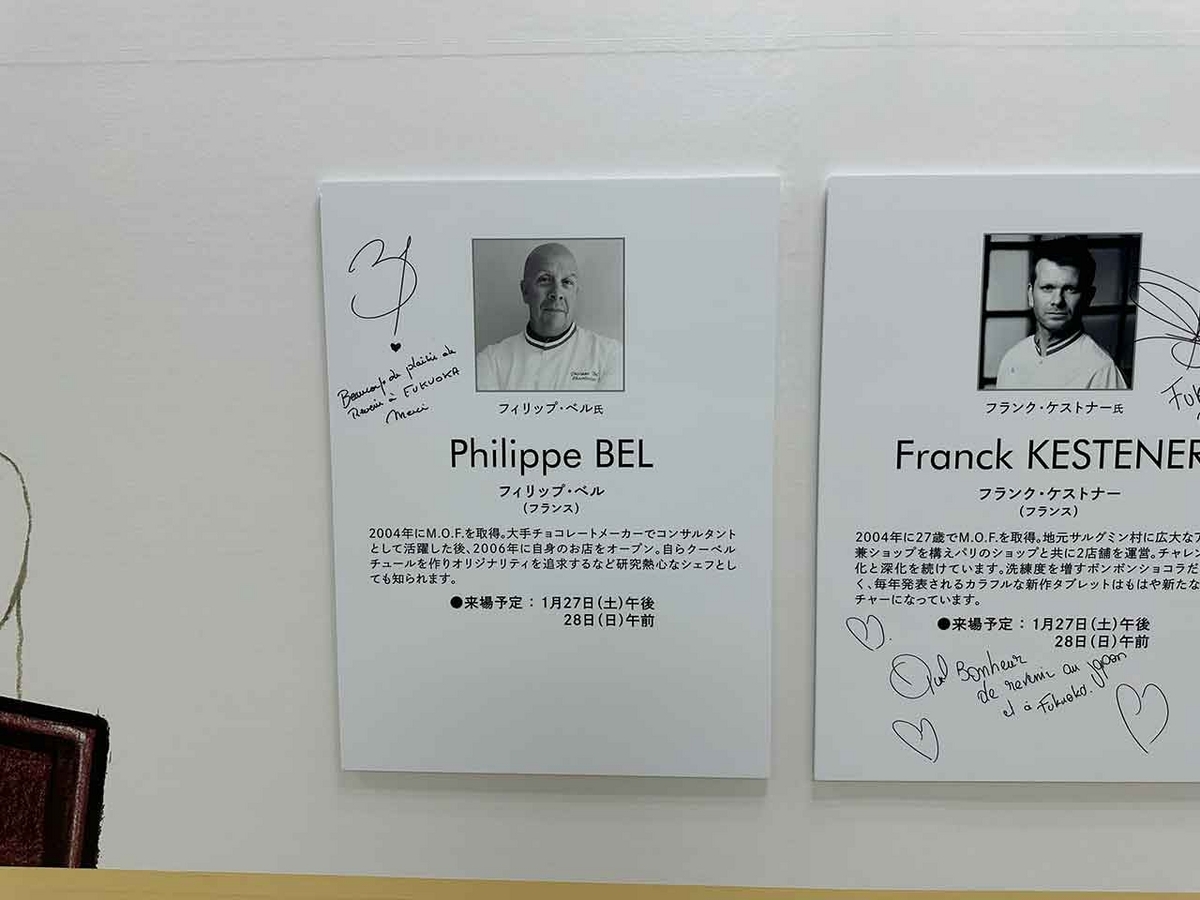 Beaucoup de plaisir de
Revenir à FUKUOKA
Merci
フィリップ・ベル氏
Philippe BEL
フィリップ・ベル
(フランス)
2004年にM.O.F.を取得。大手チョコレートメーカーでコンサルタント
として活躍した後、2006年に自身のお店をオープン。自らクーベル
チュールを作りオリジナリティを追求するなど研究熱心なシェフとし
ても知られます。
●来場予定：1月27日(土)午後
28日(日)午前
フランク・ケストナー氏
Franck KESTENER
フランク・ケストナー
(フランス)
2004年に27歳でM.O.F.を取得。地元サルグミン村に広大な
兼ショップを構えパリのショップと共に2店舗を運営。チャレン
化と深化を続けています。洗練度を増すボンボンショコラだ
く、毎年発表されるカラフルな新作タブレットはもはや新たな
チャーになっています。
●来場予定：1月27日(土)午後
28日(日)午前
Quel Bonheur
de revenir au Japon
et à Fukuoka.